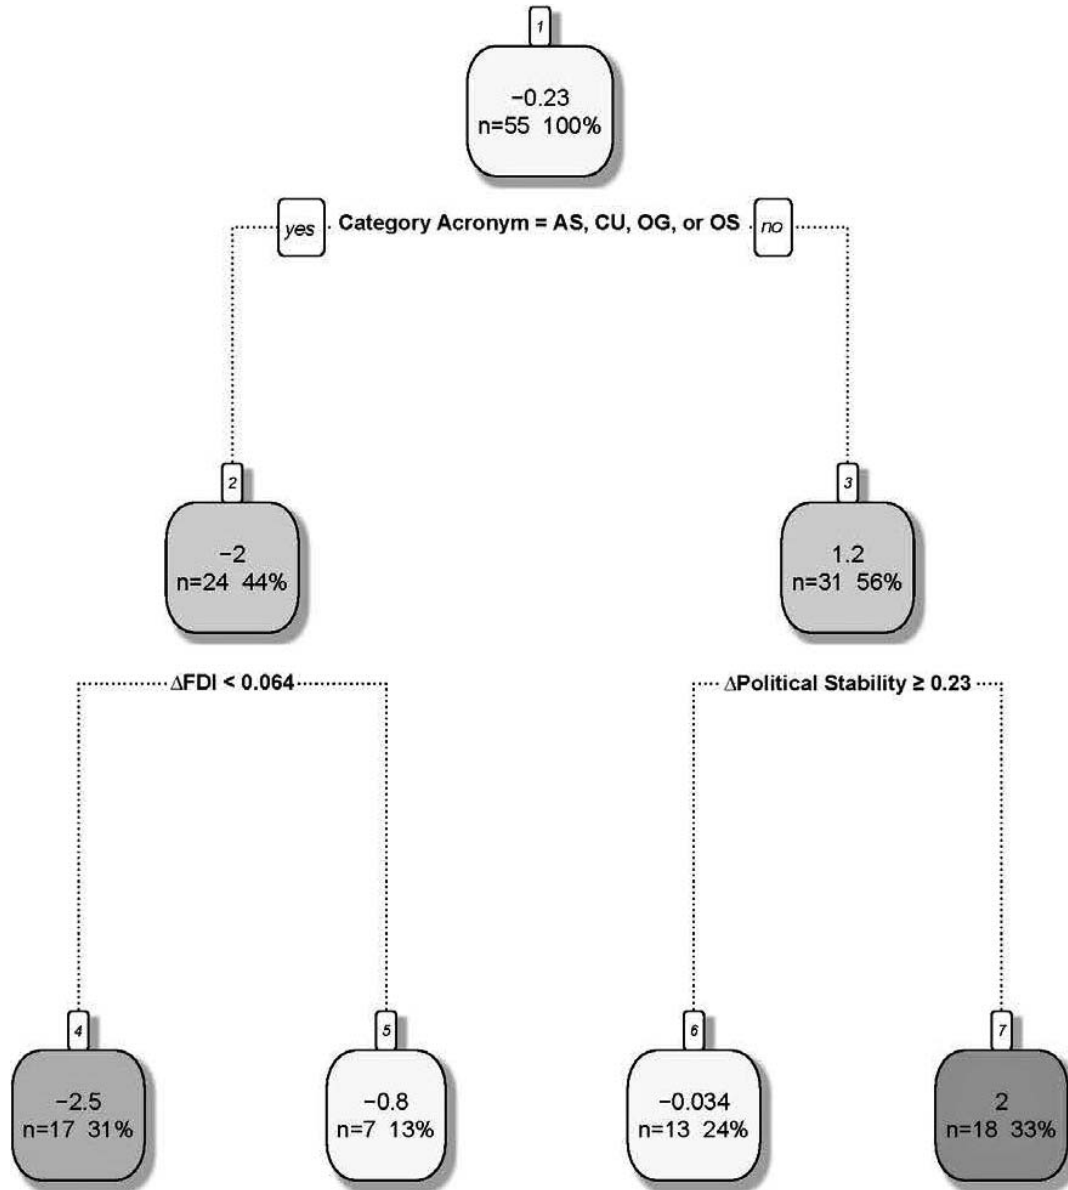 1
−0.23
n=55 100%
yes Category Acronym = AS, CU, OG, or OS no
2
−2
n=24 44%
3
1.2
n=31 56%
ΔFDI < 0.064
ΔPolitical Stability ≥ 0.23
4
−2.5
n=17 31%
5
−0.8
n=7 13%
6
−0.034
n=13 24%
7
2
n=18 33%